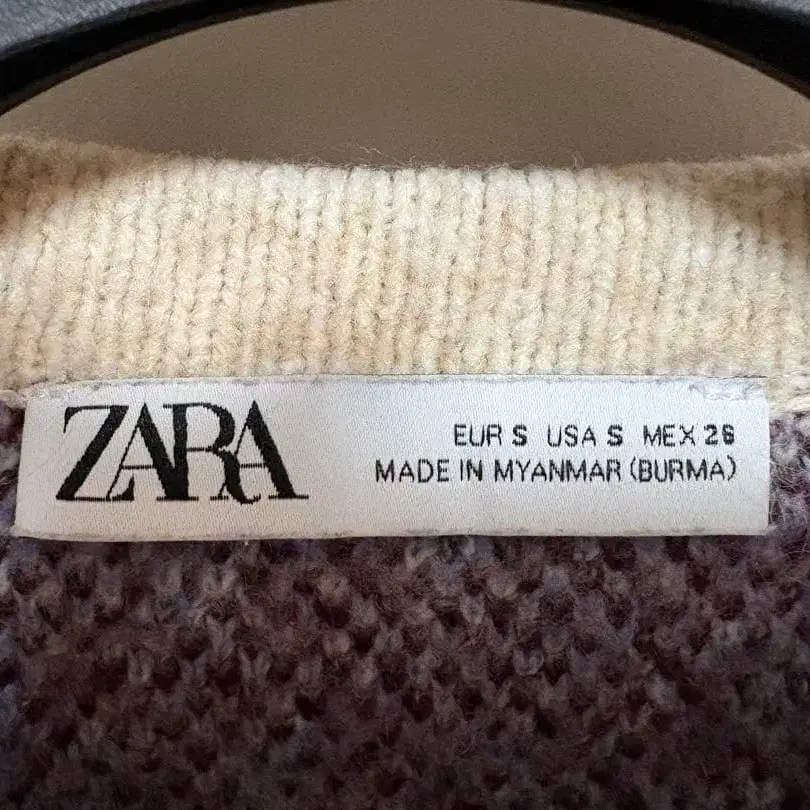 ZARA
EUR S USA S MEX 26
MADE IN MYANMAR (BURMA)